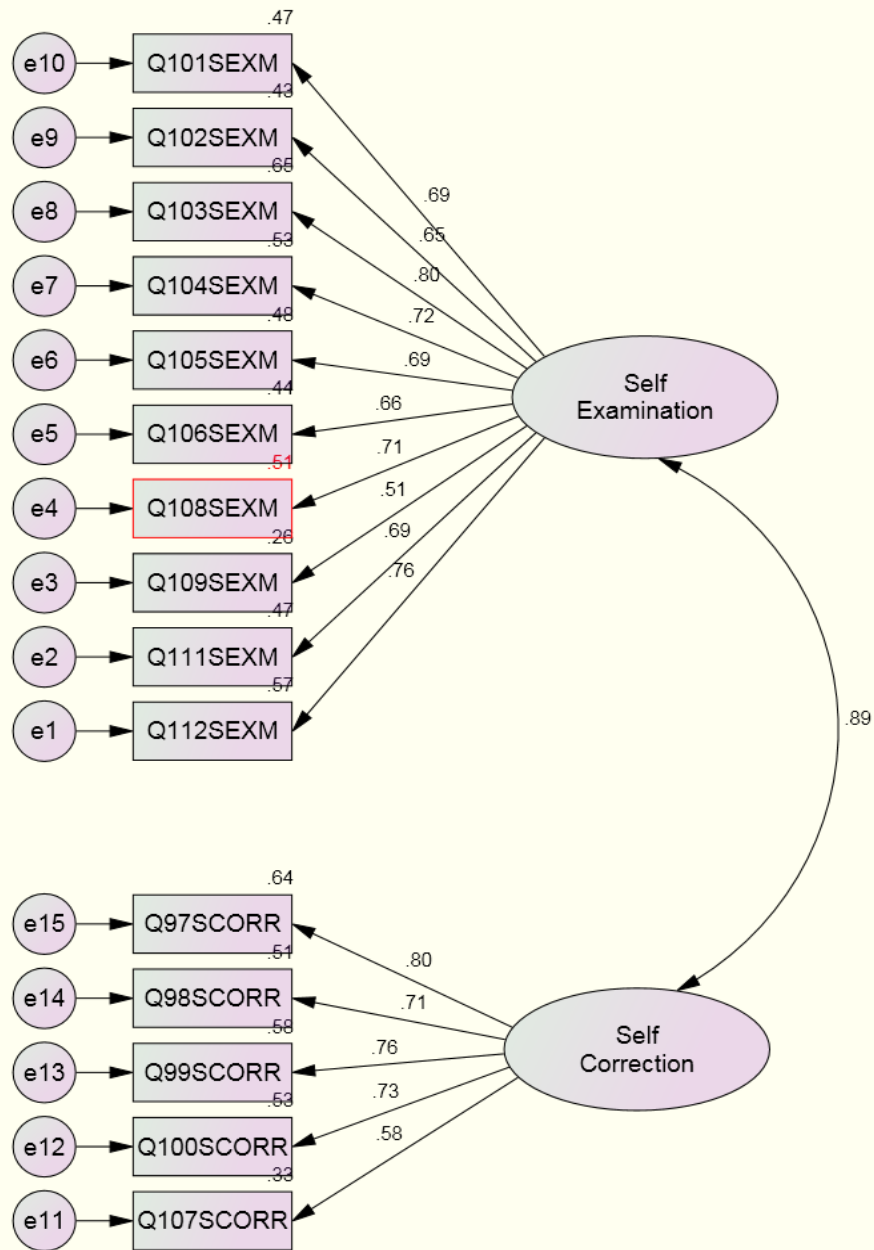 .47
e10 Q101SEXM
.43
e9 Q102SEXM
.65
e8 Q103SEXM
.53
e7 Q104SEXM
.48
e6 Q105SEXM
.44
e5 Q106SEXM
.51
e4 Q108SEXM
.26
e3 Q109SEXM
.47
e2 Q111SEXM
.57
e1 Q112SEXM
.69
.65
.80
.72
.69
.66
.71
.51
.69
.76
Self
Examination
.89
.64
e15 Q97SCORR
.51
e14 Q98SCORR
.58
e13 Q99SCORR
.53
e12 Q100SCORR
.33
e11 Q107SCORR
.80
.71
.76
.73
.58
Self
Correction